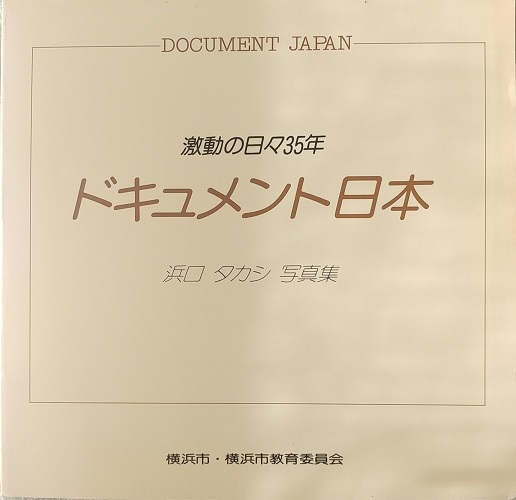 DOCUMENT JAPAN
激動の日々35年
ドキュメント日本
浜口 タカシ 写真集
横浜市・横浜市教育委員会